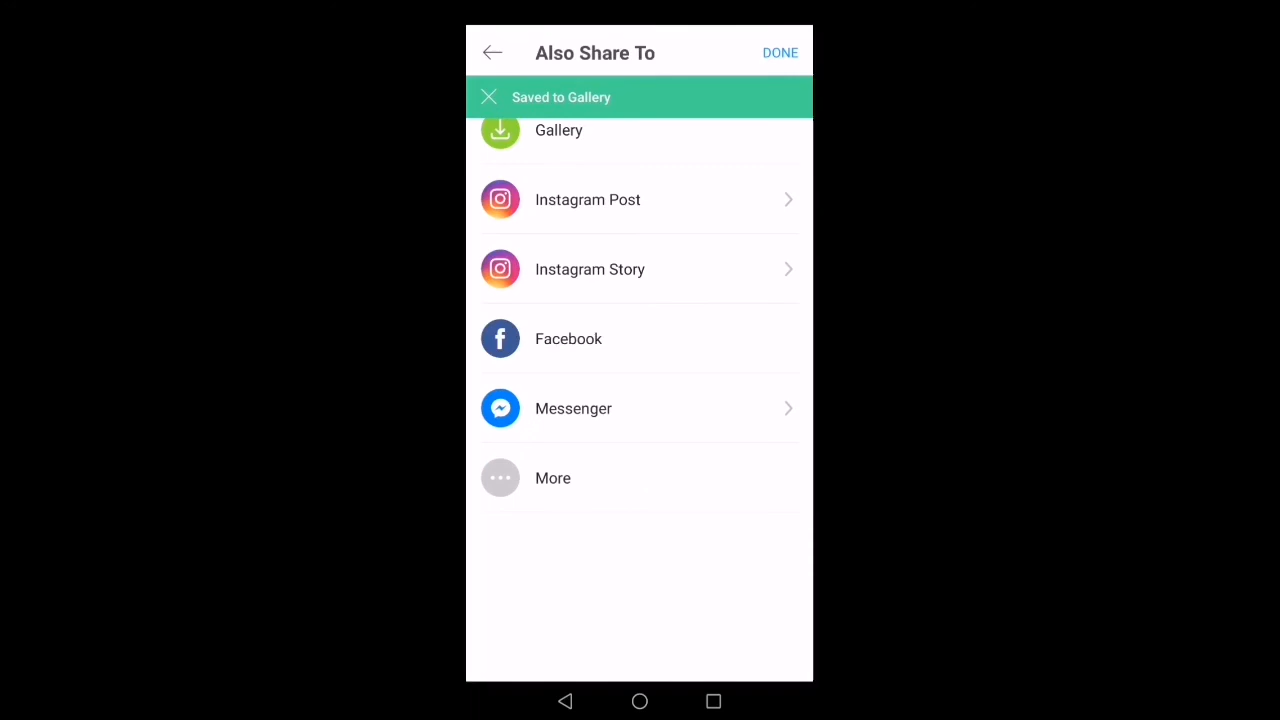 Also Share To
DONE
Saved to Gallery
Gallery
Instagram Post
Instagram Story
Facebook
Messenger
More